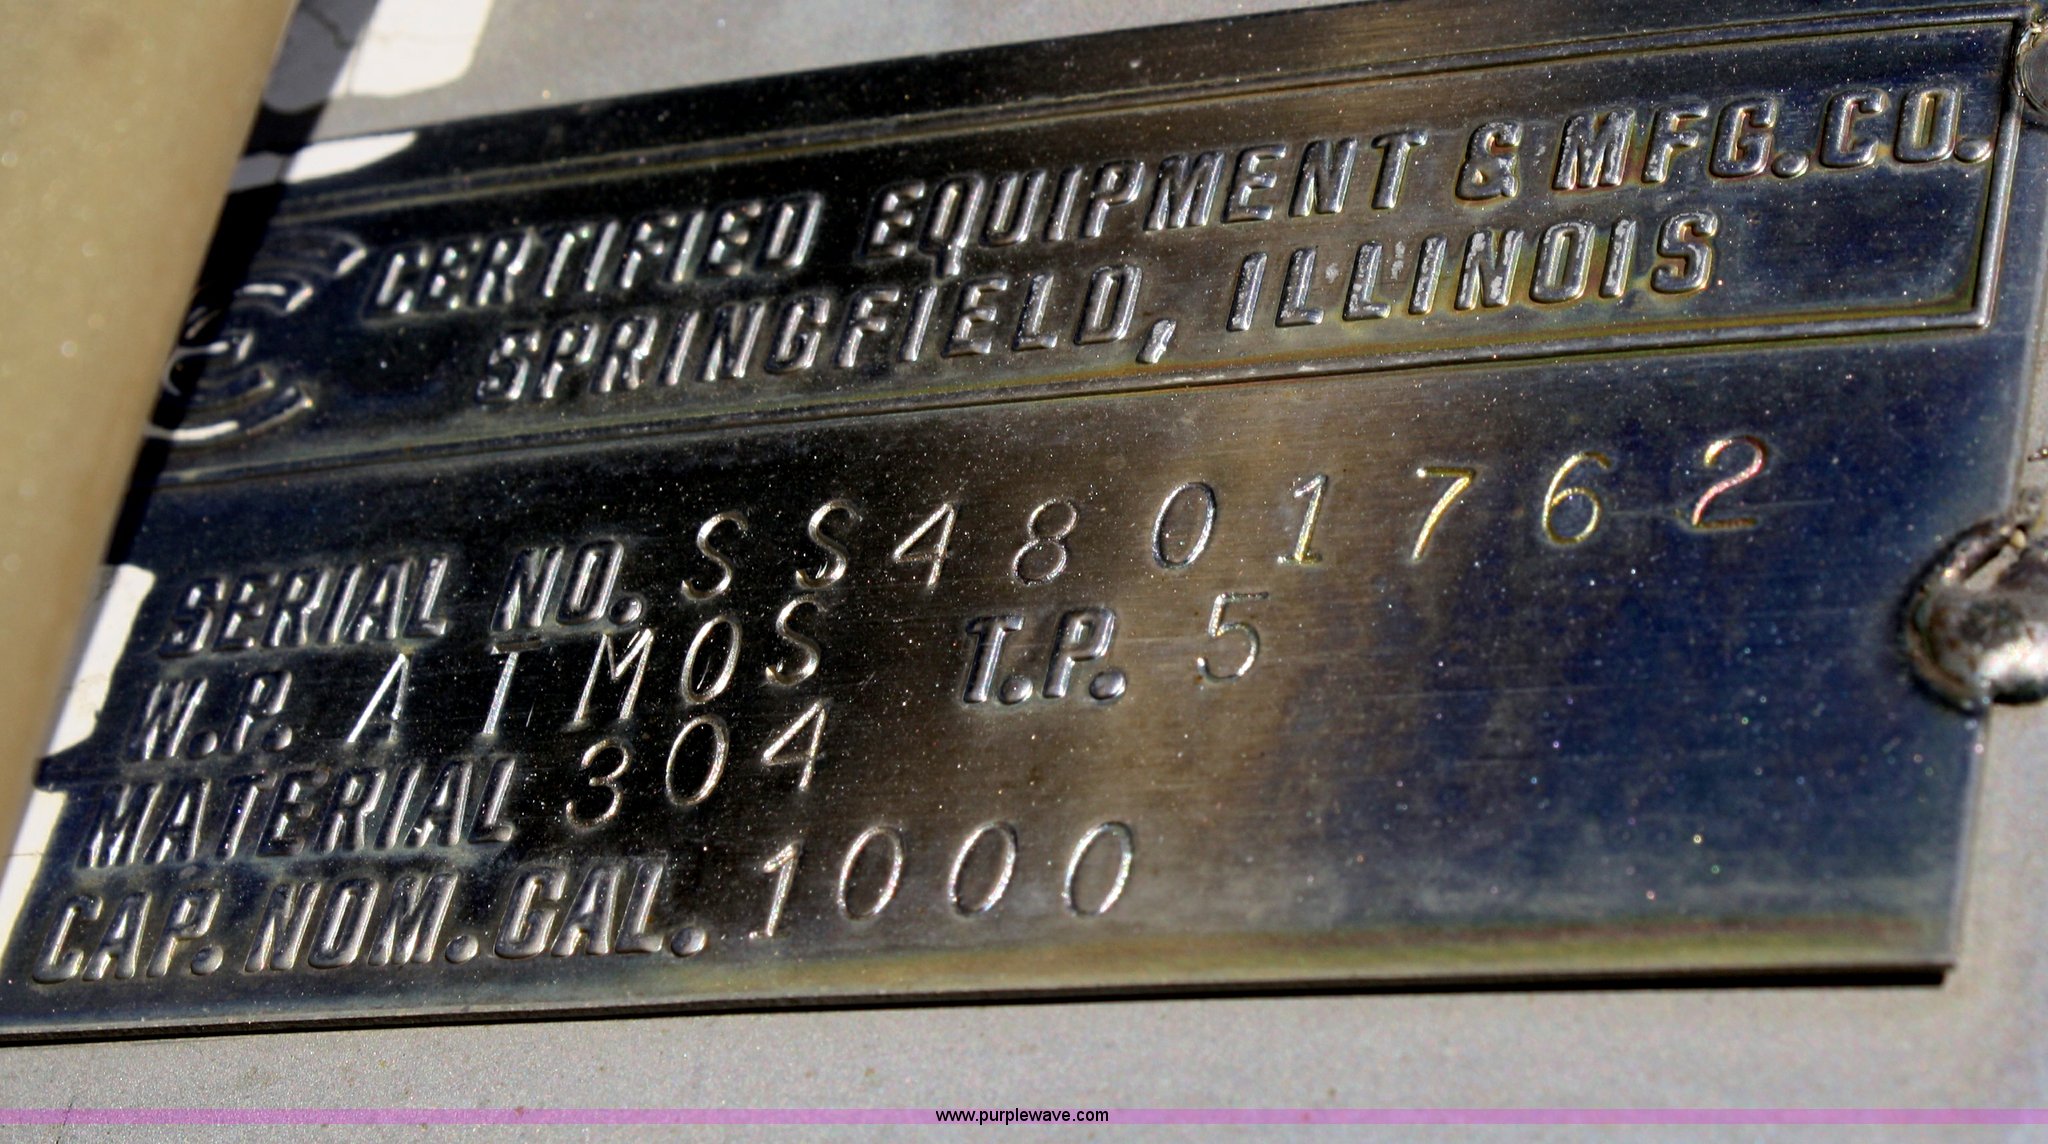 CERTIFIED EQUIPMENT & MFG. CO.
SPRINGFIELD, ILLINOIS
SERIAL NO. SS4801762
W.P. ATMOS T.P. 5
MATERIAL 304
CAP. NOM. GAL. 1000
www.purplewave.com